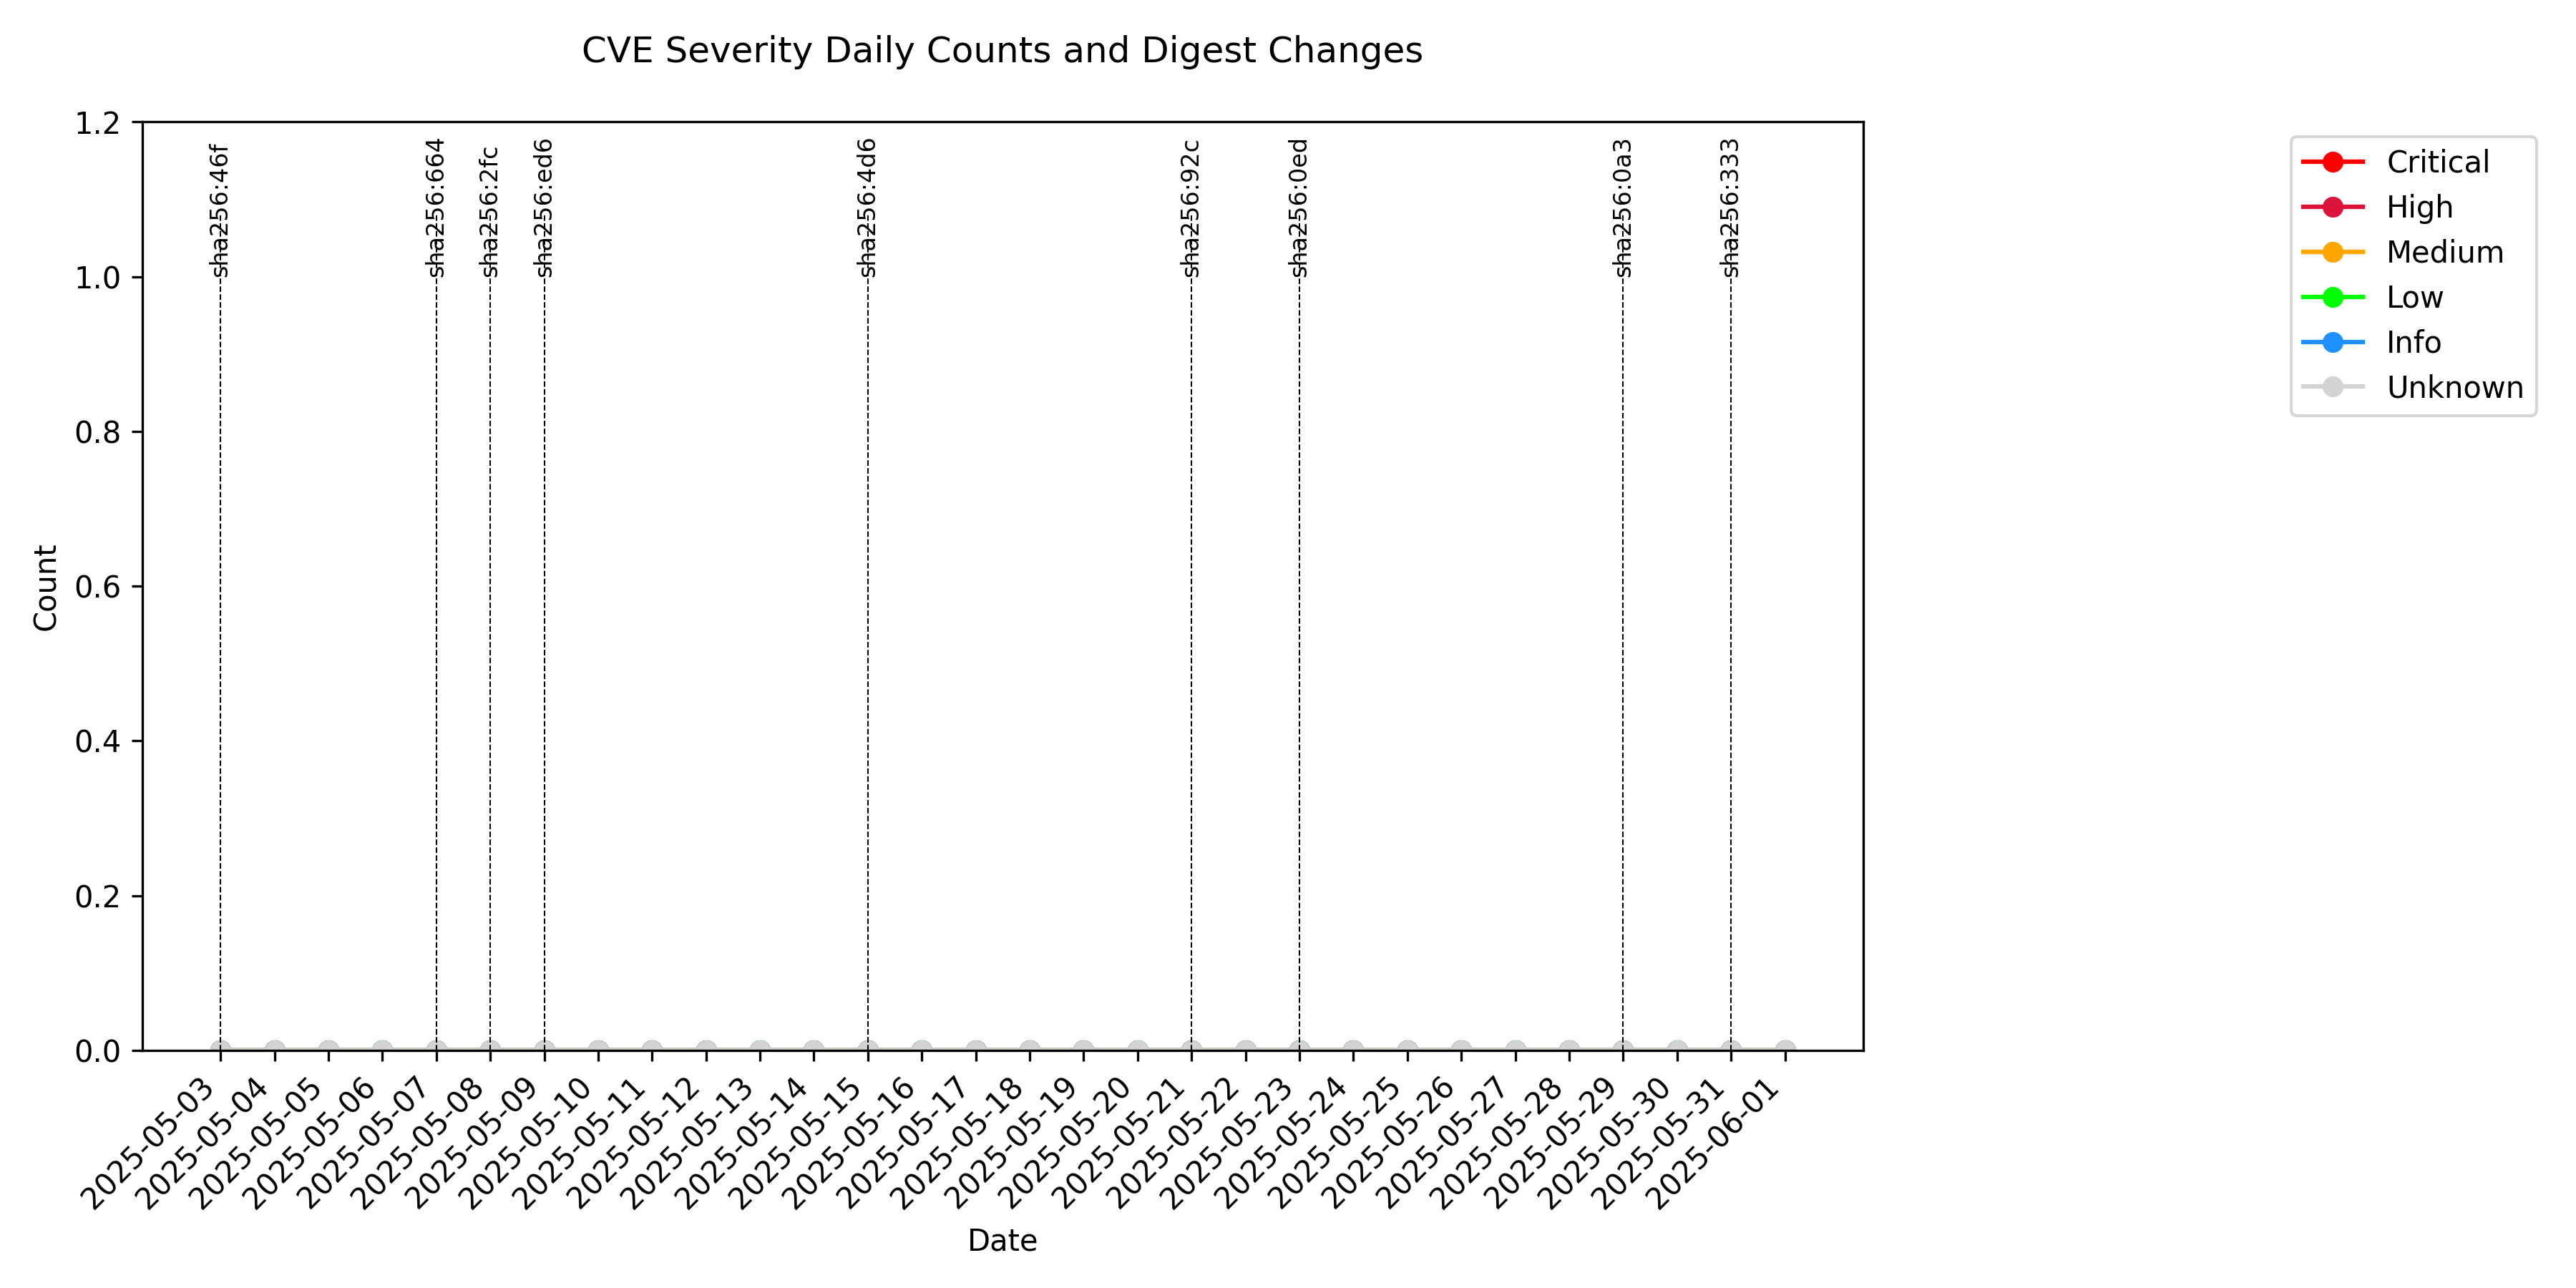 CVE Severity Daily Counts and Digest Changes
1.2
1.0
0.8
0.6
0.4
0.2
0.0
Count
sha256:46f
sha256:664
sha256:2fc
sha256:ed6
sha256:4d6
sha256:92c
sha256:0ed
sha256:0a3
sha256:333
Critical
High
Medium
Low
Info
Unknown
2025-05-03
2025-05-04
2025-05-05
2025-05-06
2025-05-07
2025-05-08
2025-05-09
2025-05-10
2025-05-11
2025-05-12
2025-05-13
2025-05-14
2025-05-15
2025-05-16
2025-05-17
2025-05-18
2025-05-19
2025-05-20
2025-05-21
2025-05-22
2025-05-23
2025-05-24
2025-05-25
2025-05-26
2025-05-27
2025-05-28
2025-05-29
2025-05-30
2025-05-31
2025-06-01
Date